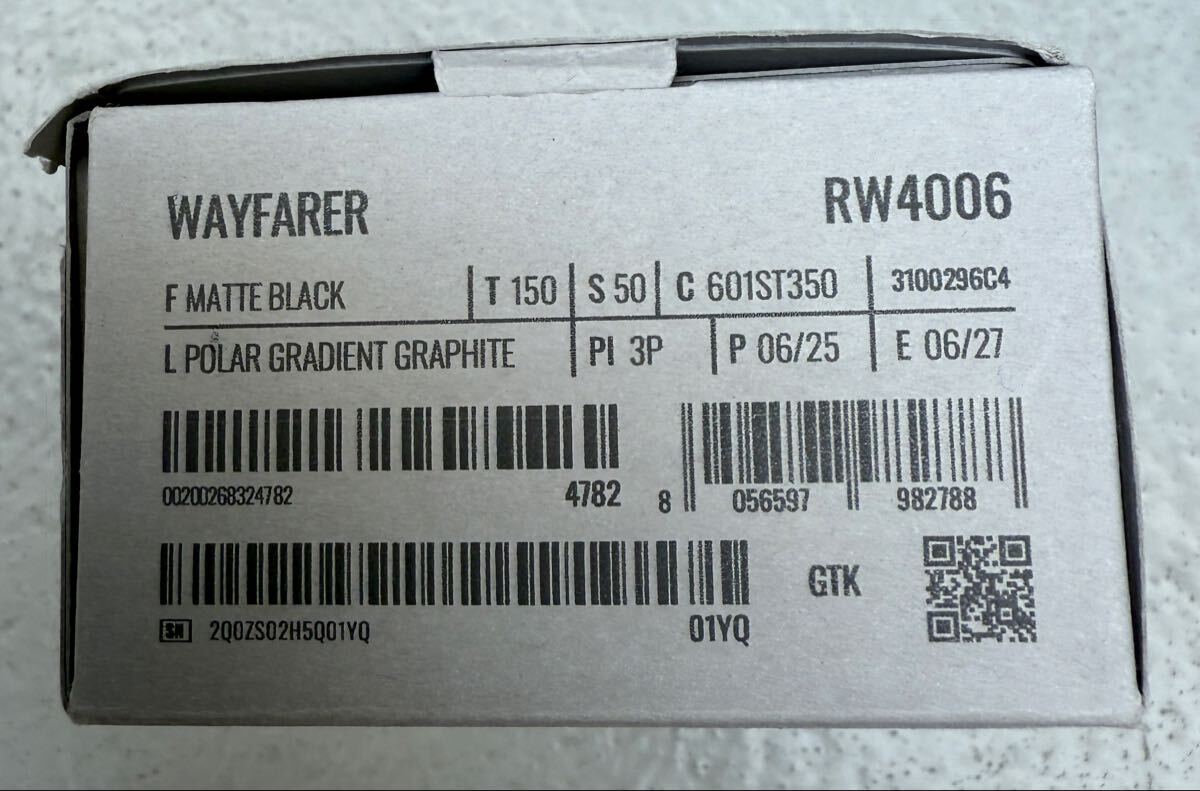 WAYFARER RW4006
F MATTE BLACK T 150 S 50 C 601ST350 3100296C4
L POLAR GRADIENT GRAPHITE PI 3P P 06/25 E 06/27
00200268324782 4782 8 056597 982788
GTK
SN 2Q0ZS02H5Q01YQ 01YQ